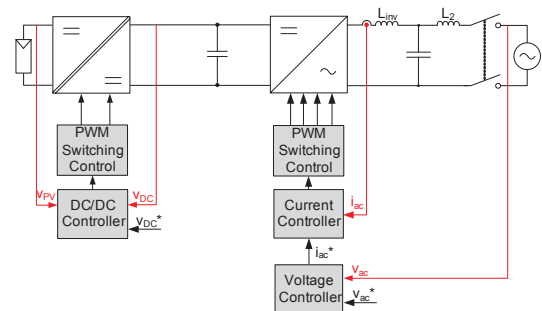 L_inv
L_2
PWM
Switching
Control
PWM
Switching
Control
v_PV
v_DC
DC/DC
Controller
v_DC*
Current
Controller
i_ac
i_ac*
Voltage
Controller
v_ac
v_ac*